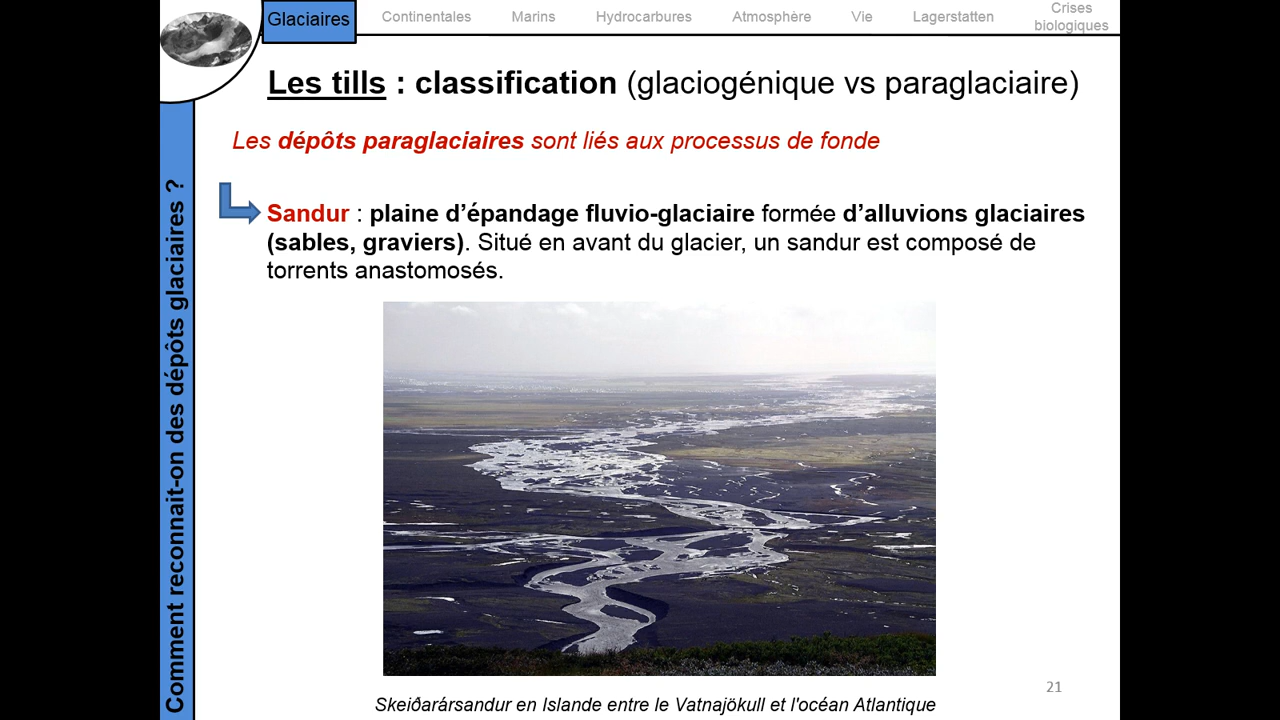 Glaciaires
Continentales
Marins
Hydrocarbures
Atmosphère
Vie
Lagerstatten
Crises
biologiques
Les tills : classification (glaciogénique vs paraglaciaire)
Les dépôts paraglaciaires sont liés aux processus de fonde
Sandur : plaine d’épandage fluvio-glaciaire formée d’alluvions glaciaires
(sables, graviers). Situé en avant du glacier, un sandur est composé de
torrents anastomosés.
Comment reconnait-on des dépôts glaciaires ?
21
Skeiðarársandur en Islande entre le Vatnajökull et l'océan Atlantique